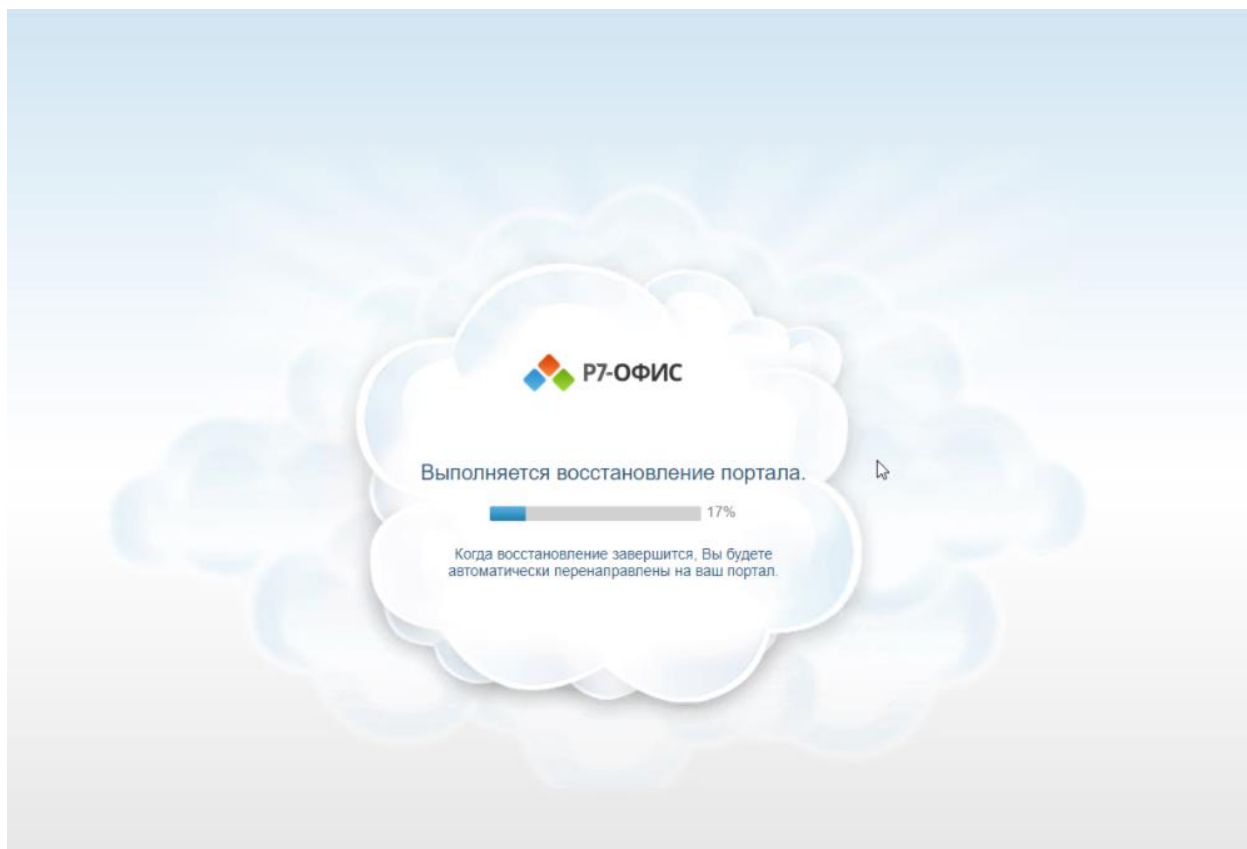 Р7-ОФИС
Выполняется восстановление портала.
17%
Когда восстановление завершится, Вы будете
автоматически перенаправлены на ваш портал.